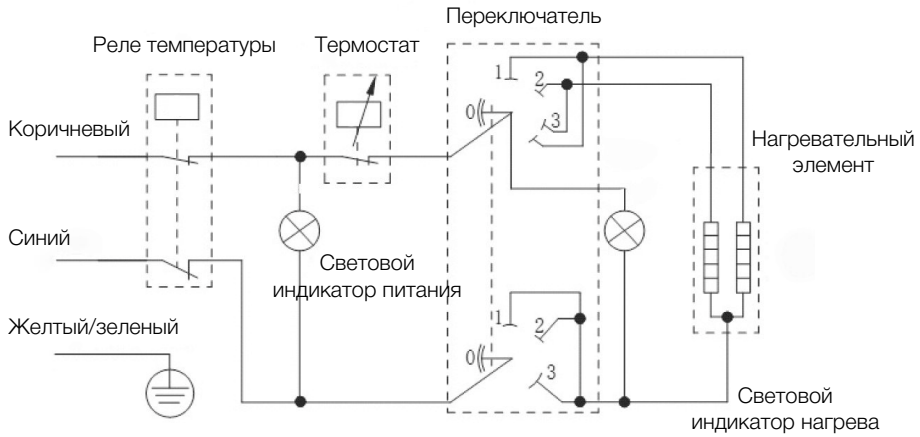 Переключатель
Реле температуры
Термостат
1
2
0
3
Коричневый
Нагревательный
элемент
Синий
Световой
индикатор питания
1
2
Желтый/зеленый
0
3
Световой
индикатор нагрева